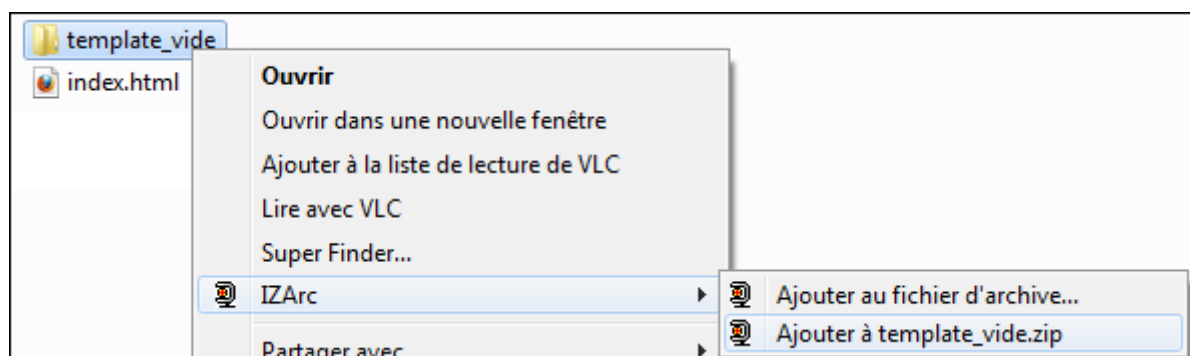 template_vide
index.html
Ouvrir
Ouvrir dans une nouvelle fenêtre
Ajouter à la liste de lecture de VLC
Lire avec VLC
Super Finder...
IZArc
Ajouter au fichier d'archive...
Ajouter à template_vide.zip
Partager avec